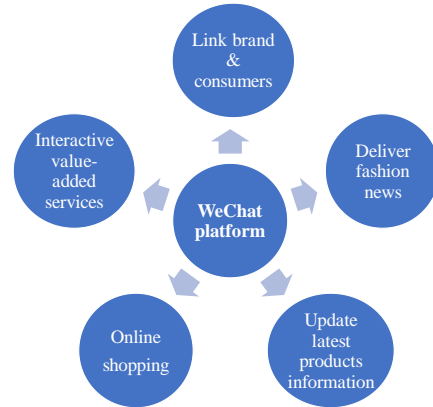 Link brand
&
consumers
Interactive
value-
added
services
Deliver
fashion
news
WeChat
platform
Online
shopping
Update
latest
products
information